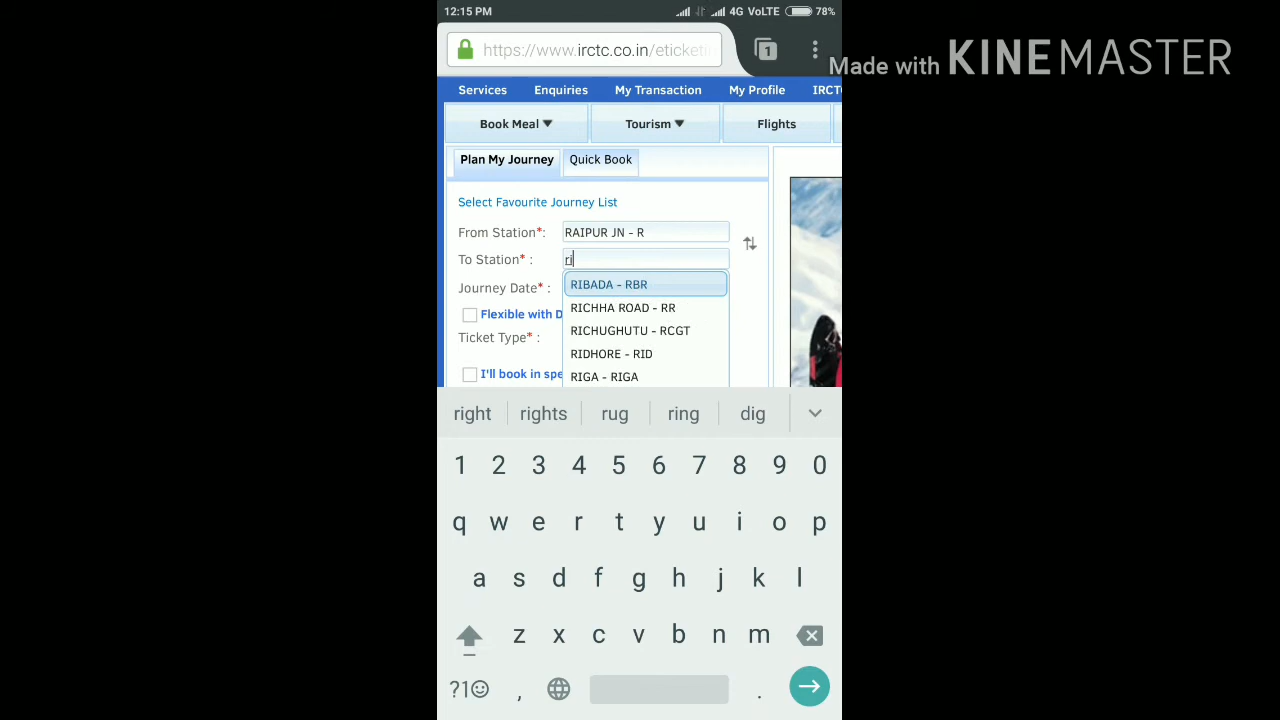 12:15 PM 4G VoLTE 78%
https://www.irctc.co.in/eticketi
1
Made with KINEMASTER
Services Enquiries My Transaction My Profile IRCTC
Book Meal ▼ Tourism ▼ Flights
Plan My Journey Quick Book
Select Favourite Journey List
From Station*: RAIPUR JN - R
To Station* : ri
RIBADA - RBR
Journey Date* :
RICHHA ROAD - RR
Flexible with D
RICHUGHUTU - RCGT
Ticket Type* :
RIDHORE - RID
I'll book in spe
RIGA - RIGA
right rights rug ring dig
1 2 3 4 5 6 7 8 9 0
q w e r t y u i o p
a s d f g h j k l
z x c v b n m
?1☺ , .